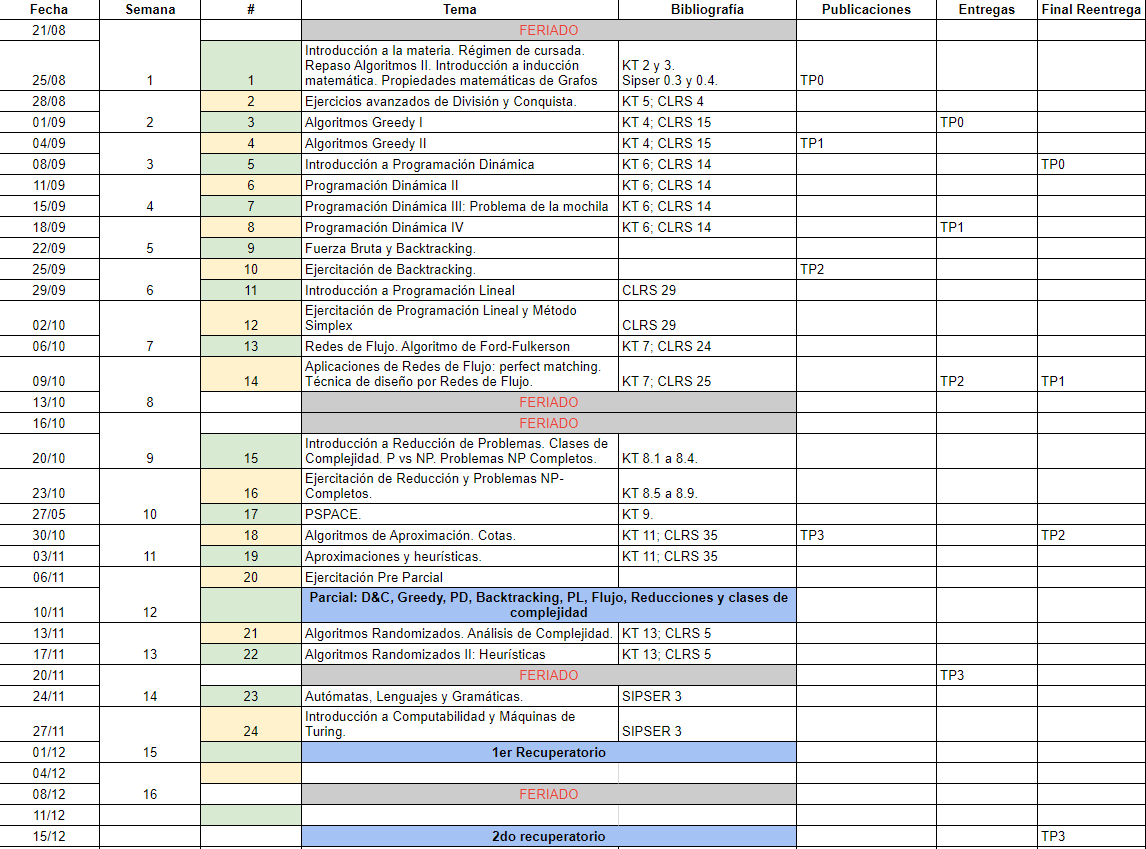 Fecha Semana # Tema Bibliografía Publicaciones Entregas Final Reentrega
21/08 FERIADO
Introducción a la materia. Régimen de cursada.
Repaso Algoritmos II. Introducción a inducción KT 2 y 3.
25/08 1 1 matemática. Propiedades matemáticas de Grafos Sipser 0.3 y 0.4. TP0
28/08 2 Ejercicios avanzados de División y Conquista. KT 5; CLRS 4
01/09 2 3 Algoritmos Greedy I KT 4; CLRS 15 TP0
04/09 4 Algoritmos Greedy II KT 4; CLRS 15 TP1
08/09 3 5 Introducción a Programación Dinámica KT 6; CLRS 14 TP0
11/09 6 Programación Dinámica II KT 6; CLRS 14
15/09 4 7 Programación Dinámica III: Problema de la mochila KT 6; CLRS 14
18/09 8 Programación Dinámica IV KT 6; CLRS 14 TP1
22/09 5 9 Fuerza Bruta y Backtracking.
25/09 10 Ejercitación de Backtracking. TP2
29/09 6 11 Introducción a Programación Lineal CLRS 29
Ejercitación de Programación Lineal y Método
02/10 12 Simplex CLRS 29
06/10 7 13 Redes de Flujo. Algoritmo de Ford-Fulkerson KT 7; CLRS 24
Aplicaciones de Redes de Flujo: perfect matching.
09/10 14 Técnica de diseño por Redes de Flujo. KT 7; CLRS 25 TP2 TP1
13/10 8 FERIADO
16/10 FERIADO
Introducción a Reducción de Problemas. Clases de
20/10 9 15 Complejidad. P vs NP. Problemas NP Completos. KT 8.1 a 8.4.
Ejercitación de Reducción y Problemas NP-
23/10 16 Completos. KT 8.5 a 8.9.
27/05 10 17 PSPACE. KT 9.
30/10 18 Algoritmos de Aproximación. Cotas. KT 11; CLRS 35 TP3 TP2
03/11 11 19 Aproximaciones y heurísticas. KT 11; CLRS 35
06/11 20 Ejercitación Pre Parcial
Parcial: D&C, Greedy, PD, Backtracking, PL, Flujo, Reducciones y clases de
10/11 12 complejidad
13/11 21 Algoritmos Randomizados. Análisis de Complejidad. KT 13; CLRS 5
17/11 13 22 Algoritmos Randomizados II: Heurísticas KT 13; CLRS 5
20/11 FERIADO TP3
24/11 14 23 Autómatas, Lenguajes y Gramáticas. SIPSER 3
Introducción a Computabilidad y Máquinas de
27/11 24 Turing. SIPSER 3
01/12 15 1er Recuperatorio
04/12
08/12 16 FERIADO
11/12
15/12 2do recuperatorio TP3